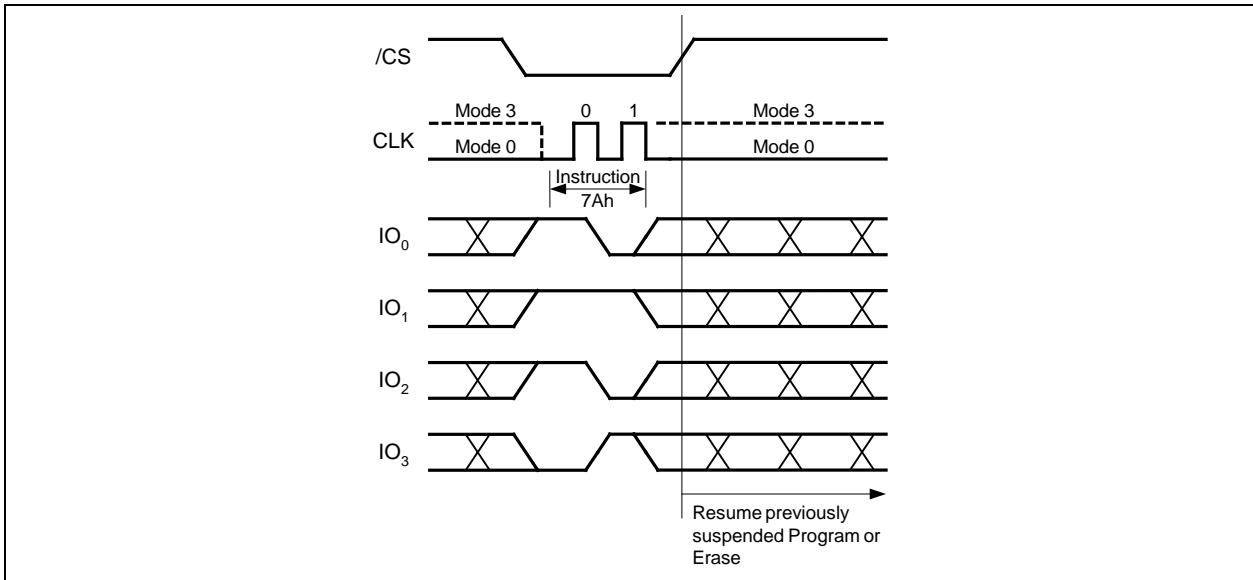 /CS
Mode 3 0 1 Mode 3
CLK
Mode 0 Mode 0
Instruction
7Ah
IO0
IO1
IO2
IO3
Resume previously
suspended Program or
Erase